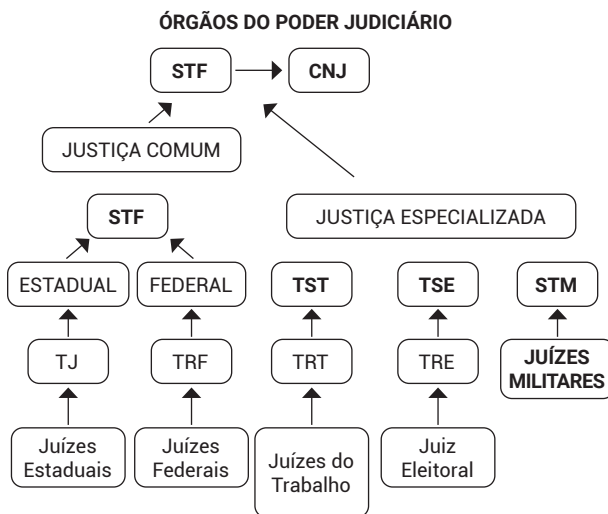 ÓRGÃOS DO PODER JUDICIÁRIO
STF
CNJ
JUSTIÇA COMUM
JUSTIÇA ESPECIALIZADA
STF
ESTADUAL
FEDERAL
TST
TSE
STM
TJ
TRF
TRT
TRE
JUÍZES
MILITARES
Juízes
Estaduais
Juízes
Federais
Juízes do
Trabalho
Juiz
Eleitoral